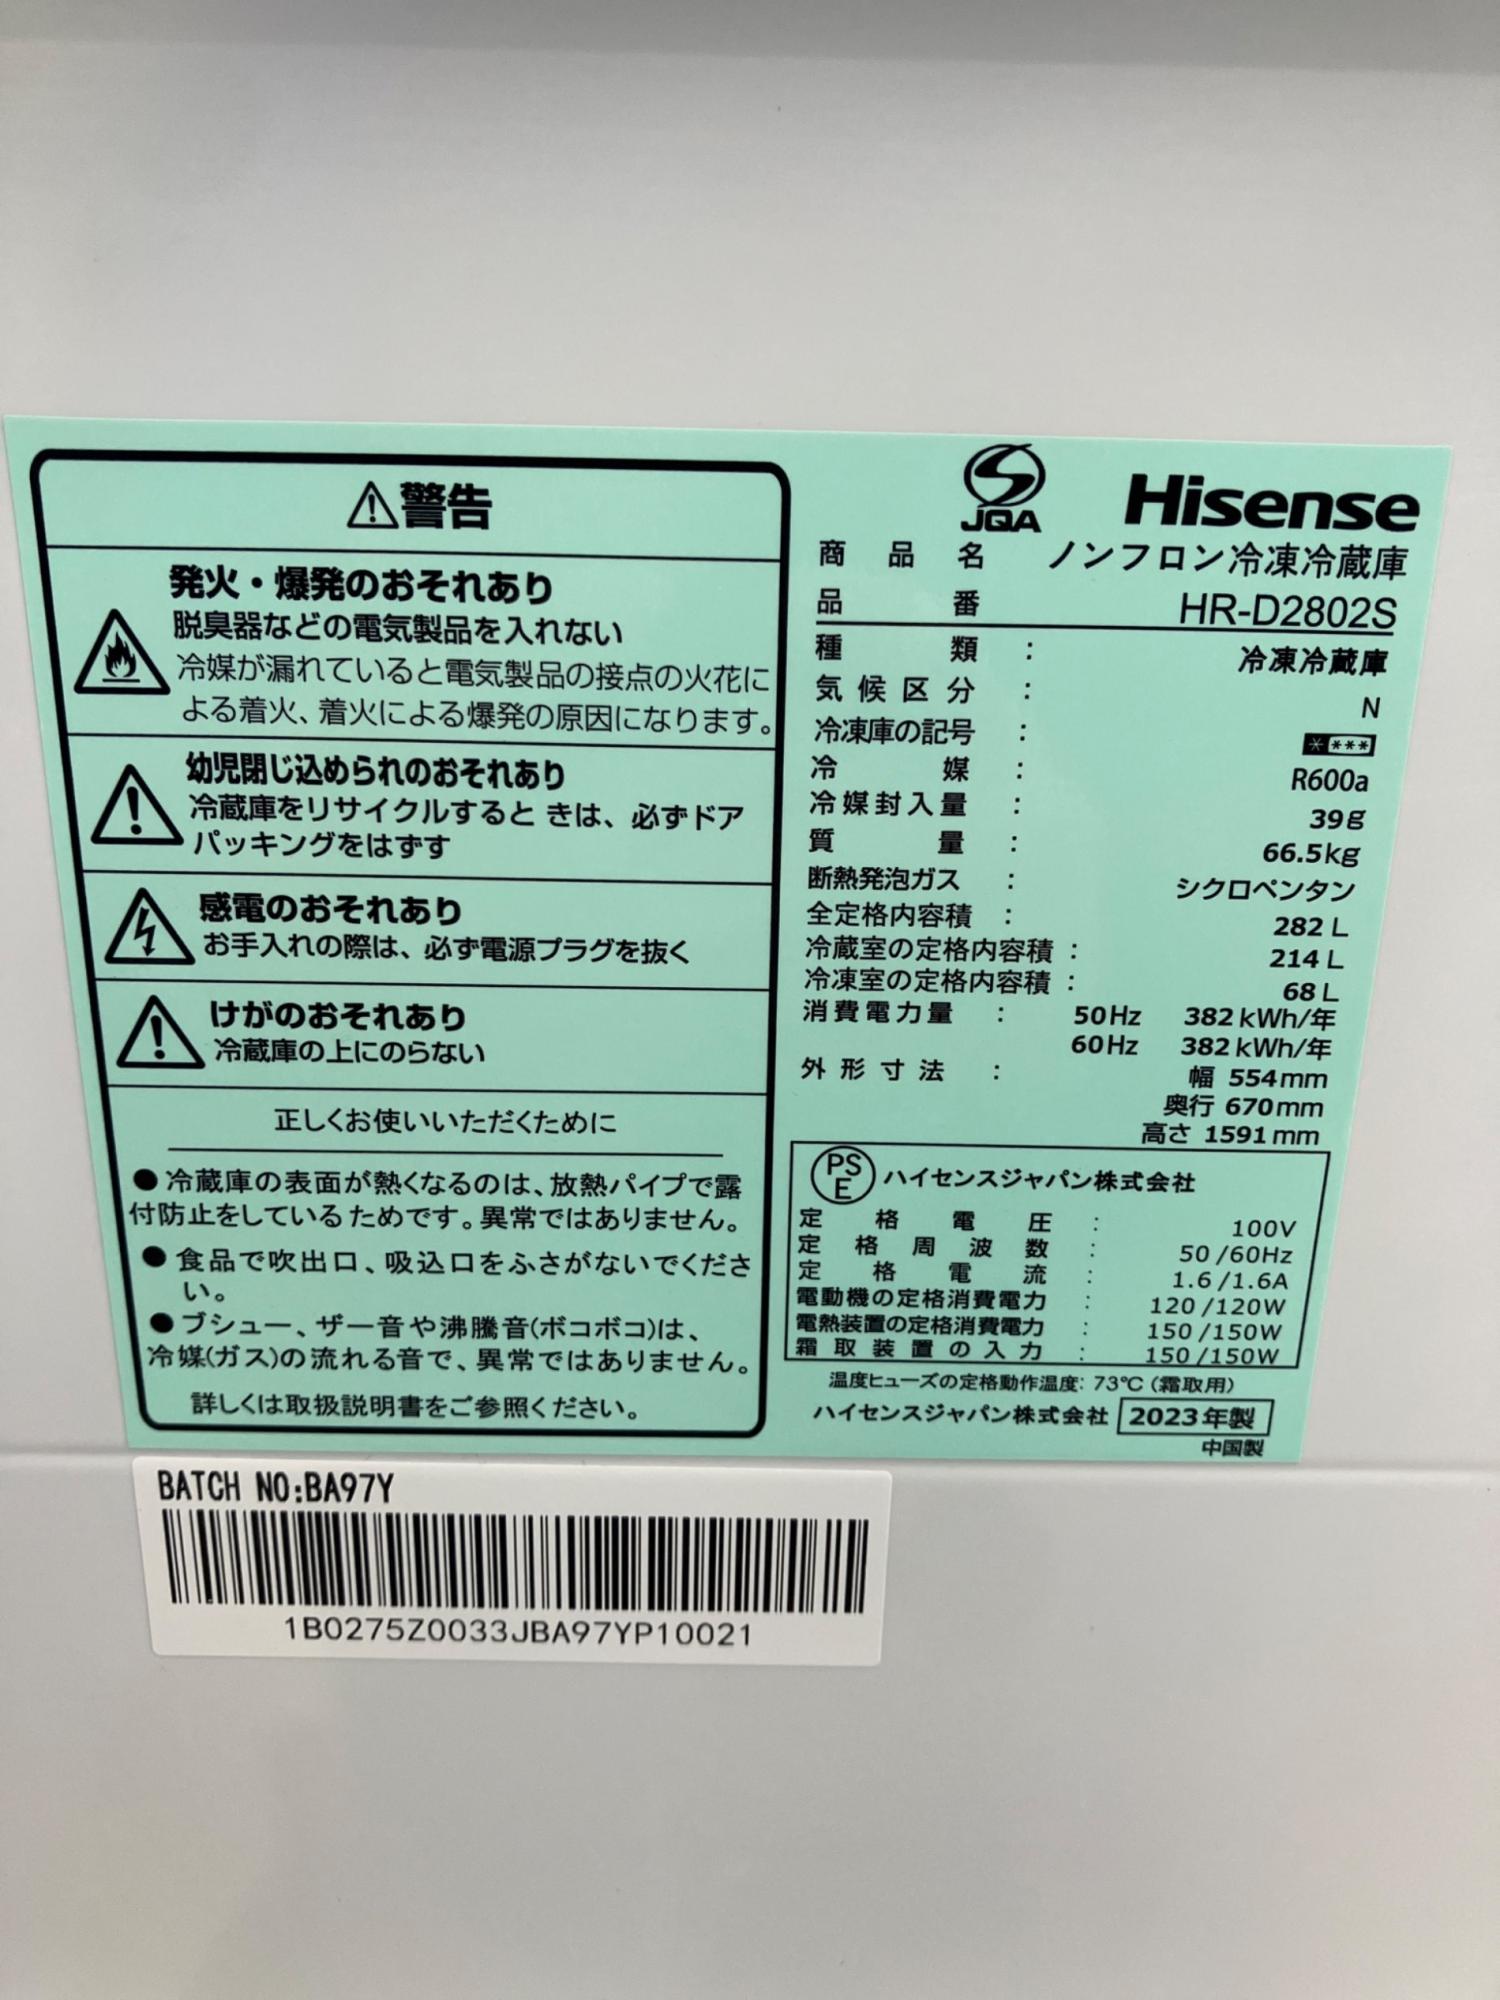 ⚠警告
発火・爆発のおそれあり
脱臭器などの電気製品を入れない
冷媒が漏れていると電気製品の接点の火花に
よる着火、着火による爆発の原因になります。
幼児閉じ込められのおそれあり
冷蔵庫をリサイクルすると きは、必ずドア
パッキングをはずす
感電のおそれあり
お手入れの際は、必ず電源プラグを抜く
けがのおそれあり
冷蔵庫の上にのらない
正しくお使いいただくために
●冷蔵庫の表面が熱くなるのは、放熱パイプで露
付防止をしているためです。異常ではありません。
●食品で吹出口、吸込口をふさがないでくださ
い。
●ブシュー、ザー音や沸騰音(ボコボコ)は、
冷媒(ガス)の流れる音で、異常ではありません。
詳しくは取扱説明書をご参照ください。
JQA
Hisense
商品名 ノンフロン冷凍冷蔵庫
品番 HR-D2802S
種類 : 冷凍冷蔵庫
気候区分 : N
冷凍庫の記号 : ****
冷媒 : R600a
冷媒封入量 : 39g
質量 : 66.5kg
断熱発泡ガス : シクロペンタン
全定格内容積 : 282L
冷蔵室の定格内容積 : 214L
冷凍室の定格内容積 : 68L
消費電力量 : 50Hz 382kWh/年
60Hz 382kWh/年
外形寸法 : 幅 554mm
奥行 670mm
高さ 1591mm
PSE ハイセンスジャパン株式会社
定格電圧 : 100V
定格周波数 : 50/60Hz
定格電流 : 1.6/1.6A
電動機の定格消費電力 : 120/120W
電熱装置の定格消費電力 : 150/150W
霜取装置の入力 : 150/150W
温度ヒューズの定格動作温度: 73℃(霜取用)
ハイセンスジャパン株式会社 2023年製
中国製
BATCH NO:BA97Y
1B0275Z0033JBA97YP10021